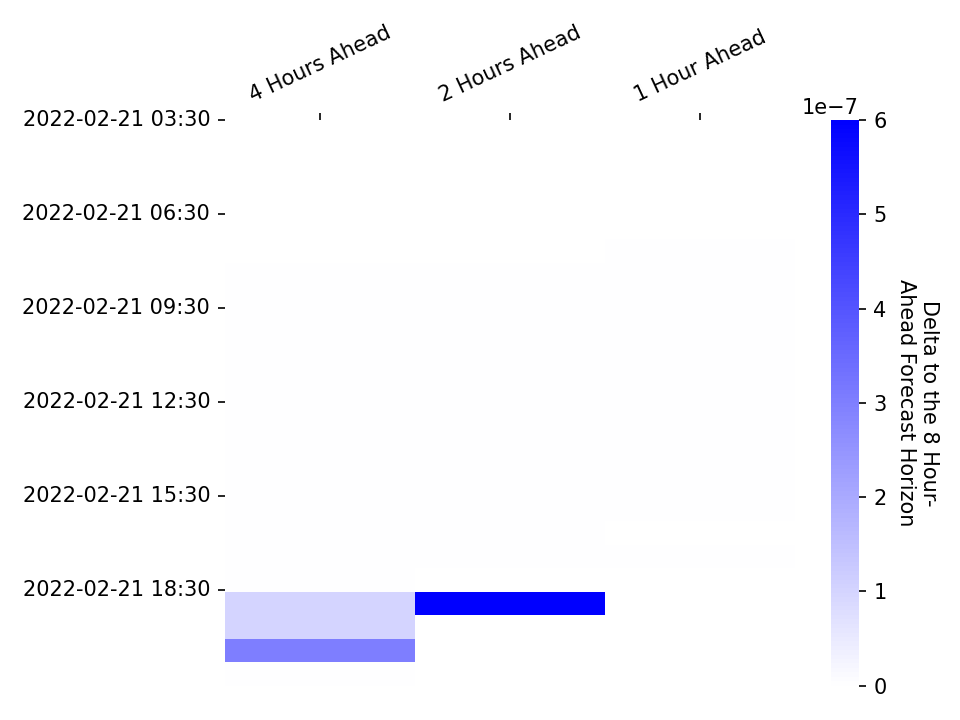 4 Hours Ahead
2 Hours Ahead
1 Hour Ahead
2022-02-21 03:30
2022-02-21 06:30
2022-02-21 09:30
2022-02-21 12:30
2022-02-21 15:30
2022-02-21 18:30
1e−7
6
5
4
3
2
1
0
Delta to the 8 Hour-
Ahead Forecast Horizon